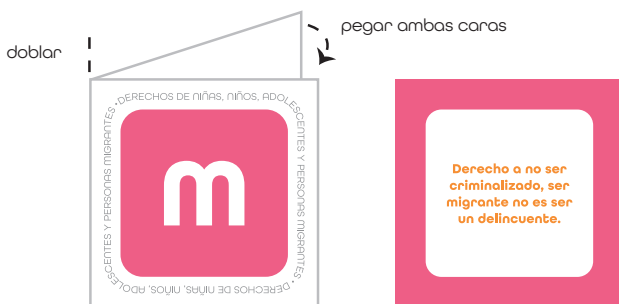 doblar
pegar ambas caras
• DERECHOS DE NIÑAS, NIÑOS, ADOLESCENTES Y PERSONAS MIGRANTES
• DERECHOS DE NIÑAS, NIÑOS, ADOLESCENTES Y PERSONAS MIGRANTES
m
Derecho a no ser
criminalizado, ser
migrante no es ser
un delincuente.